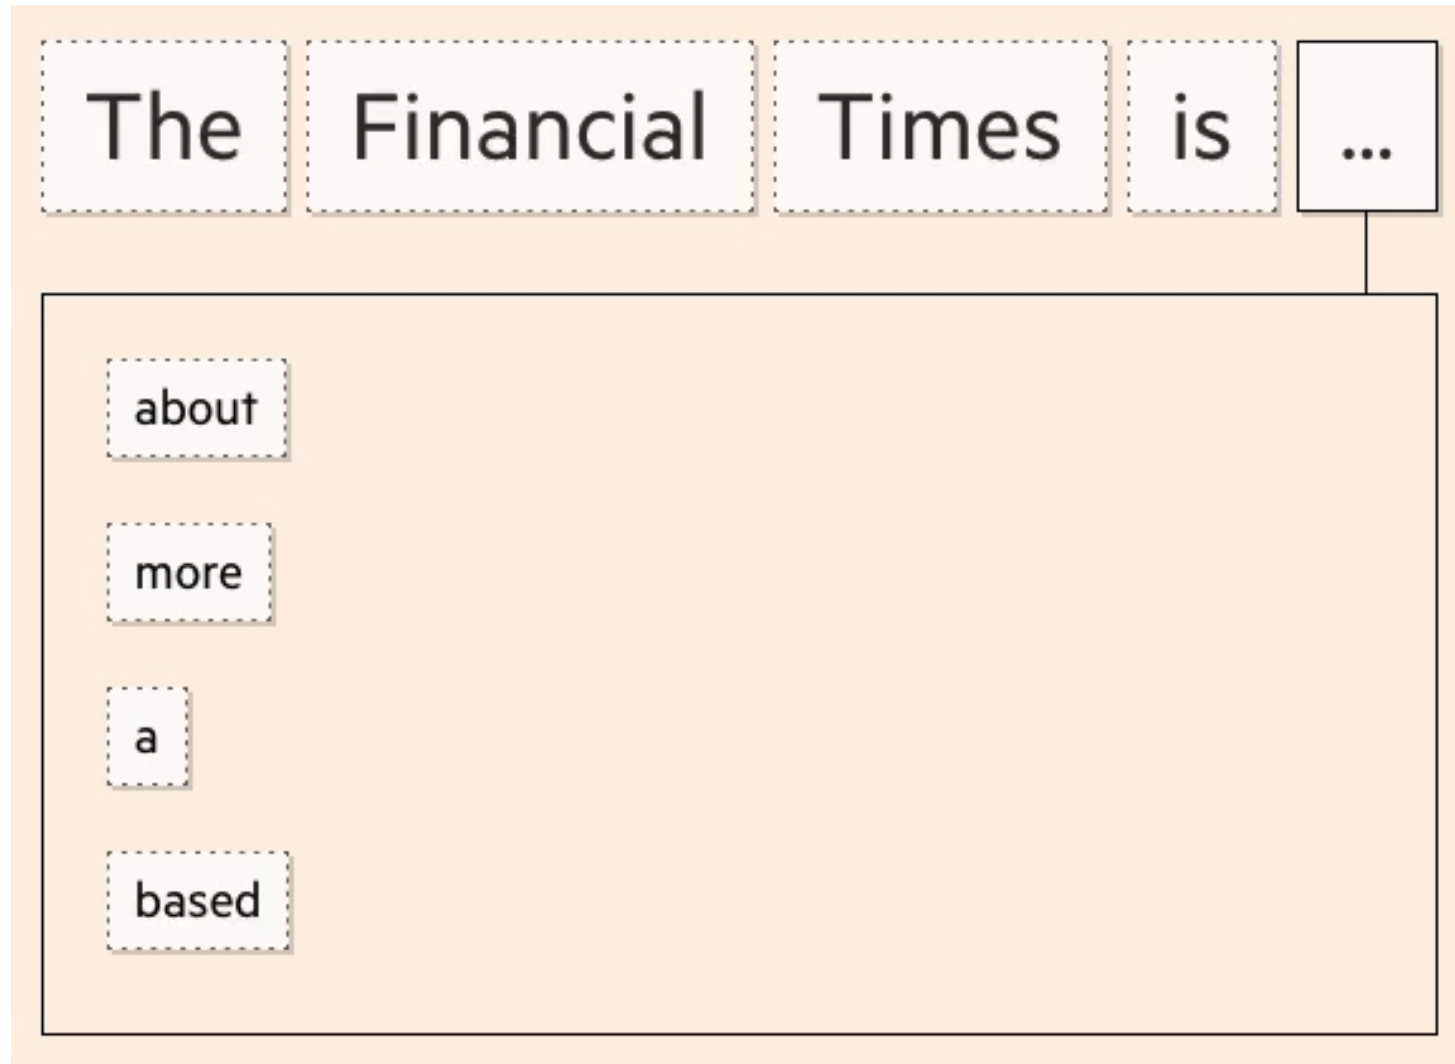 The Financial Times is ...
about
more
a
based